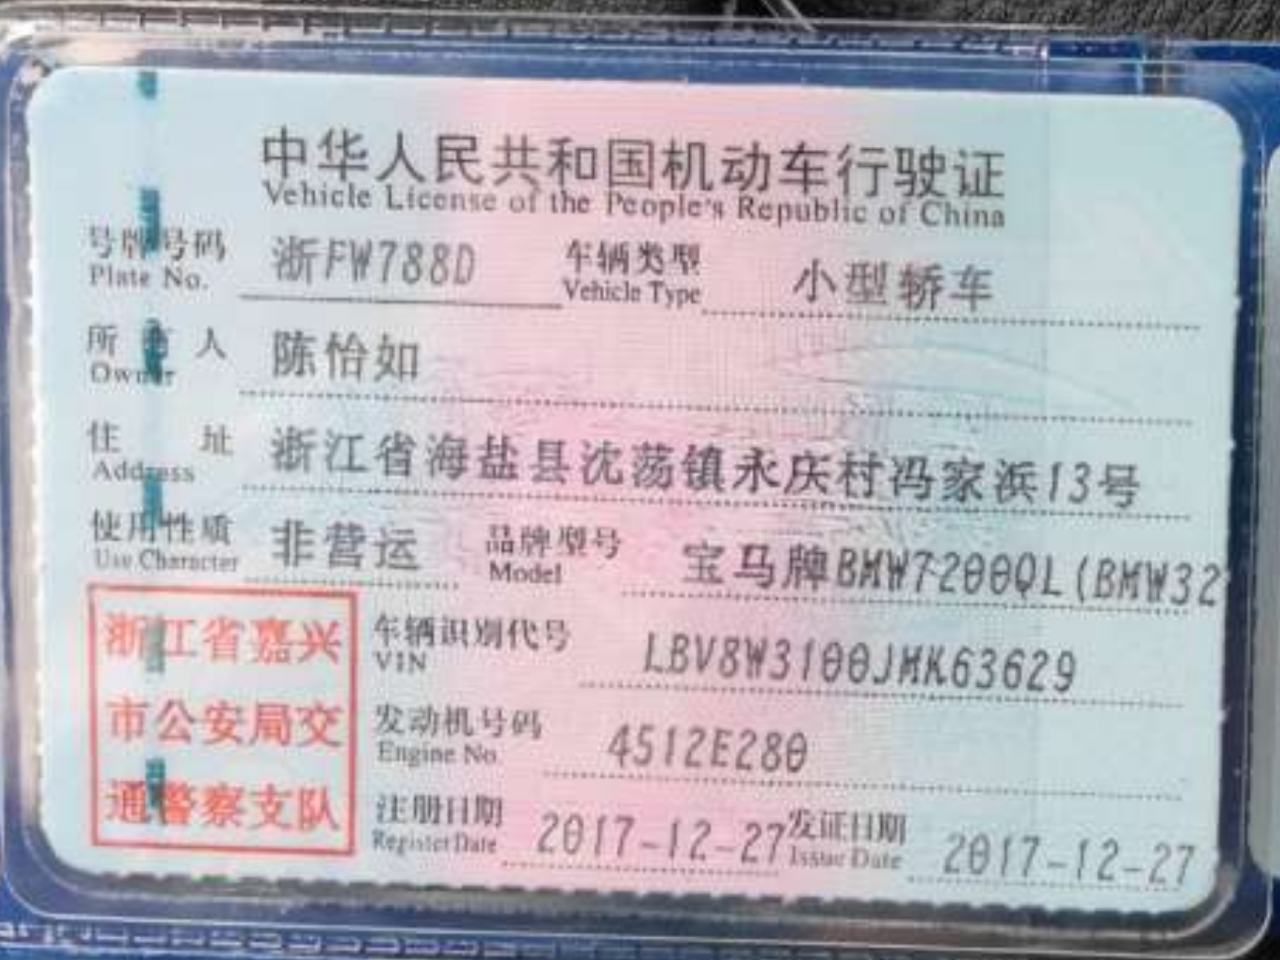 中华人民共和国机动车行驶证
Vehicle License of the People's Republic of China
号牌号码 浙FW788D 车辆类型 小型轿车
Plate No. Vehicle Type
所有人 陈怡如
Owner
住址 浙江省海盐县沈荡镇永庆村冯家浜13号
Address
使用性质 非营运 品牌型号 宝马牌BMW7200QL(BMW32
Use Character Model
浙江省嘉兴
市公安局交
通警察支队
车辆识别代号 LBV8W3100JMK63629
VIN
发动机号码 4512E280
Engine No.
注册日期 2017-12-27 发证日期 2017-12-27
Register Date Issue Date